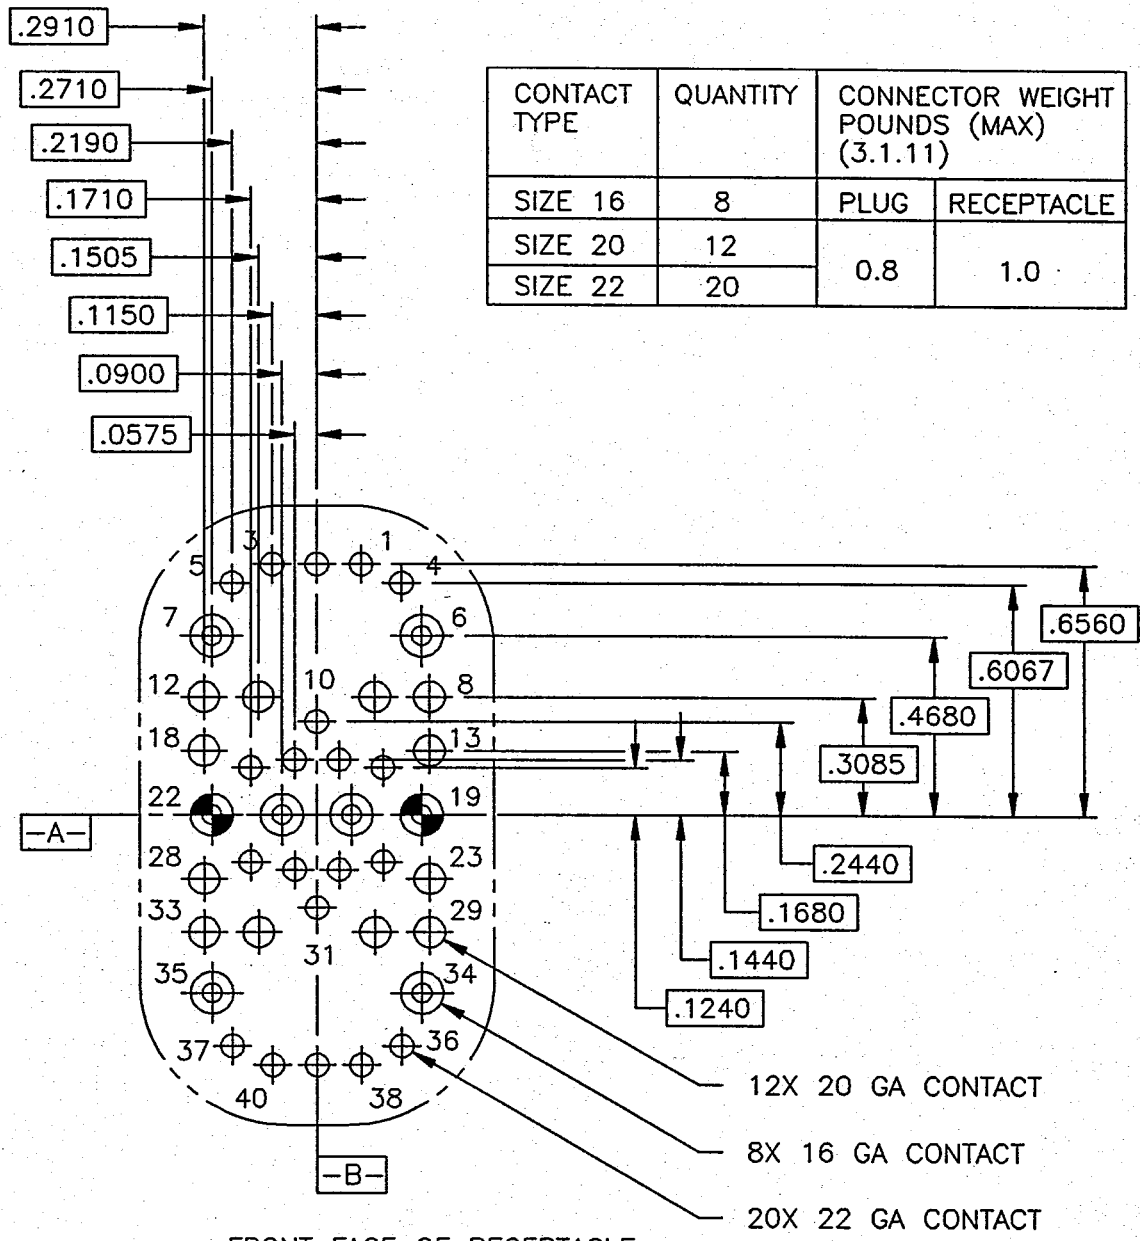 .2910
.2710
.2190
.1710
.1505
.1150
.0900
.0575
CONTACT TYPE QUANTITY CONNECTOR WEIGHT
POUNDS (MAX)
(3.1.11)
SIZE 16 8 PLUG RECEPTACLE
SIZE 20 12 0.8 1.0
SIZE 22 20
3 1
5 4
7 6
12 10 8
18 13
22 19
28 23
33 29
31
35 34
37 36
40 38
.6560
.6067
.4680
.3085
.2440
.1680
.1440
.1240
-A-
-B-
12X 20 GA CONTACT
8X 16 GA CONTACT
20X 22 GA CONTACT
FRONT FACE OF RECEPTACLE